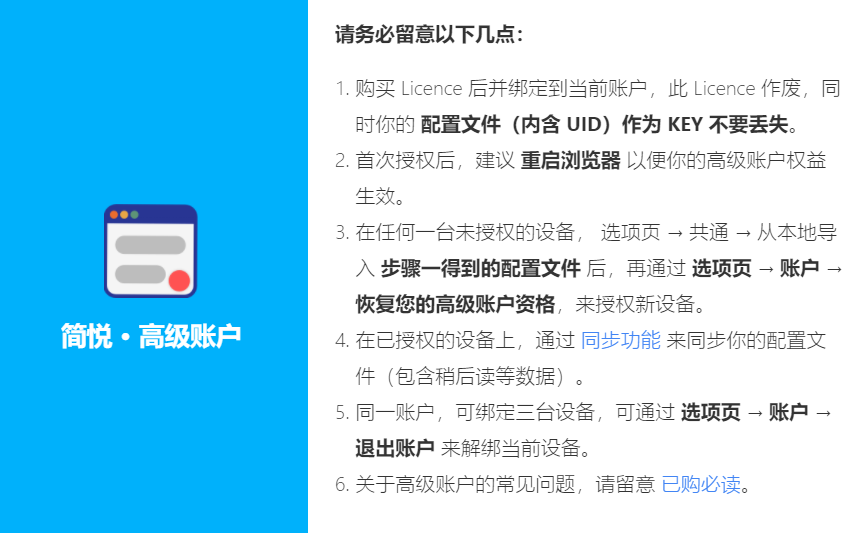 简悦・高级账户
请务必留意以下几点：
1. 购买 Licence 后并绑定到当前账户，此 Licence 作废，同
时你的 配置文件（内含 UID）作为 KEY 不要丢失。
2. 首次授权后，建议 重启浏览器 以便你的高级账户权益
生效。
3. 在任何一台未授权的设备， 选项页 → 共通 → 从本地导
入 步骤一得到的配置文件 后，再通过 选项页 → 账户 →
恢复您的高级账户资格，来授权新设备。
4. 在已授权的设备上，通过 同步功能 来同步你的配置文
件（包含稍后读等数据）。
5. 同一账户，可绑定三台设备，可通过 选项页 → 账户 →
退出账户 来解绑当前设备。
6. 关于高级账户的常见问题，请留意 已购必读。